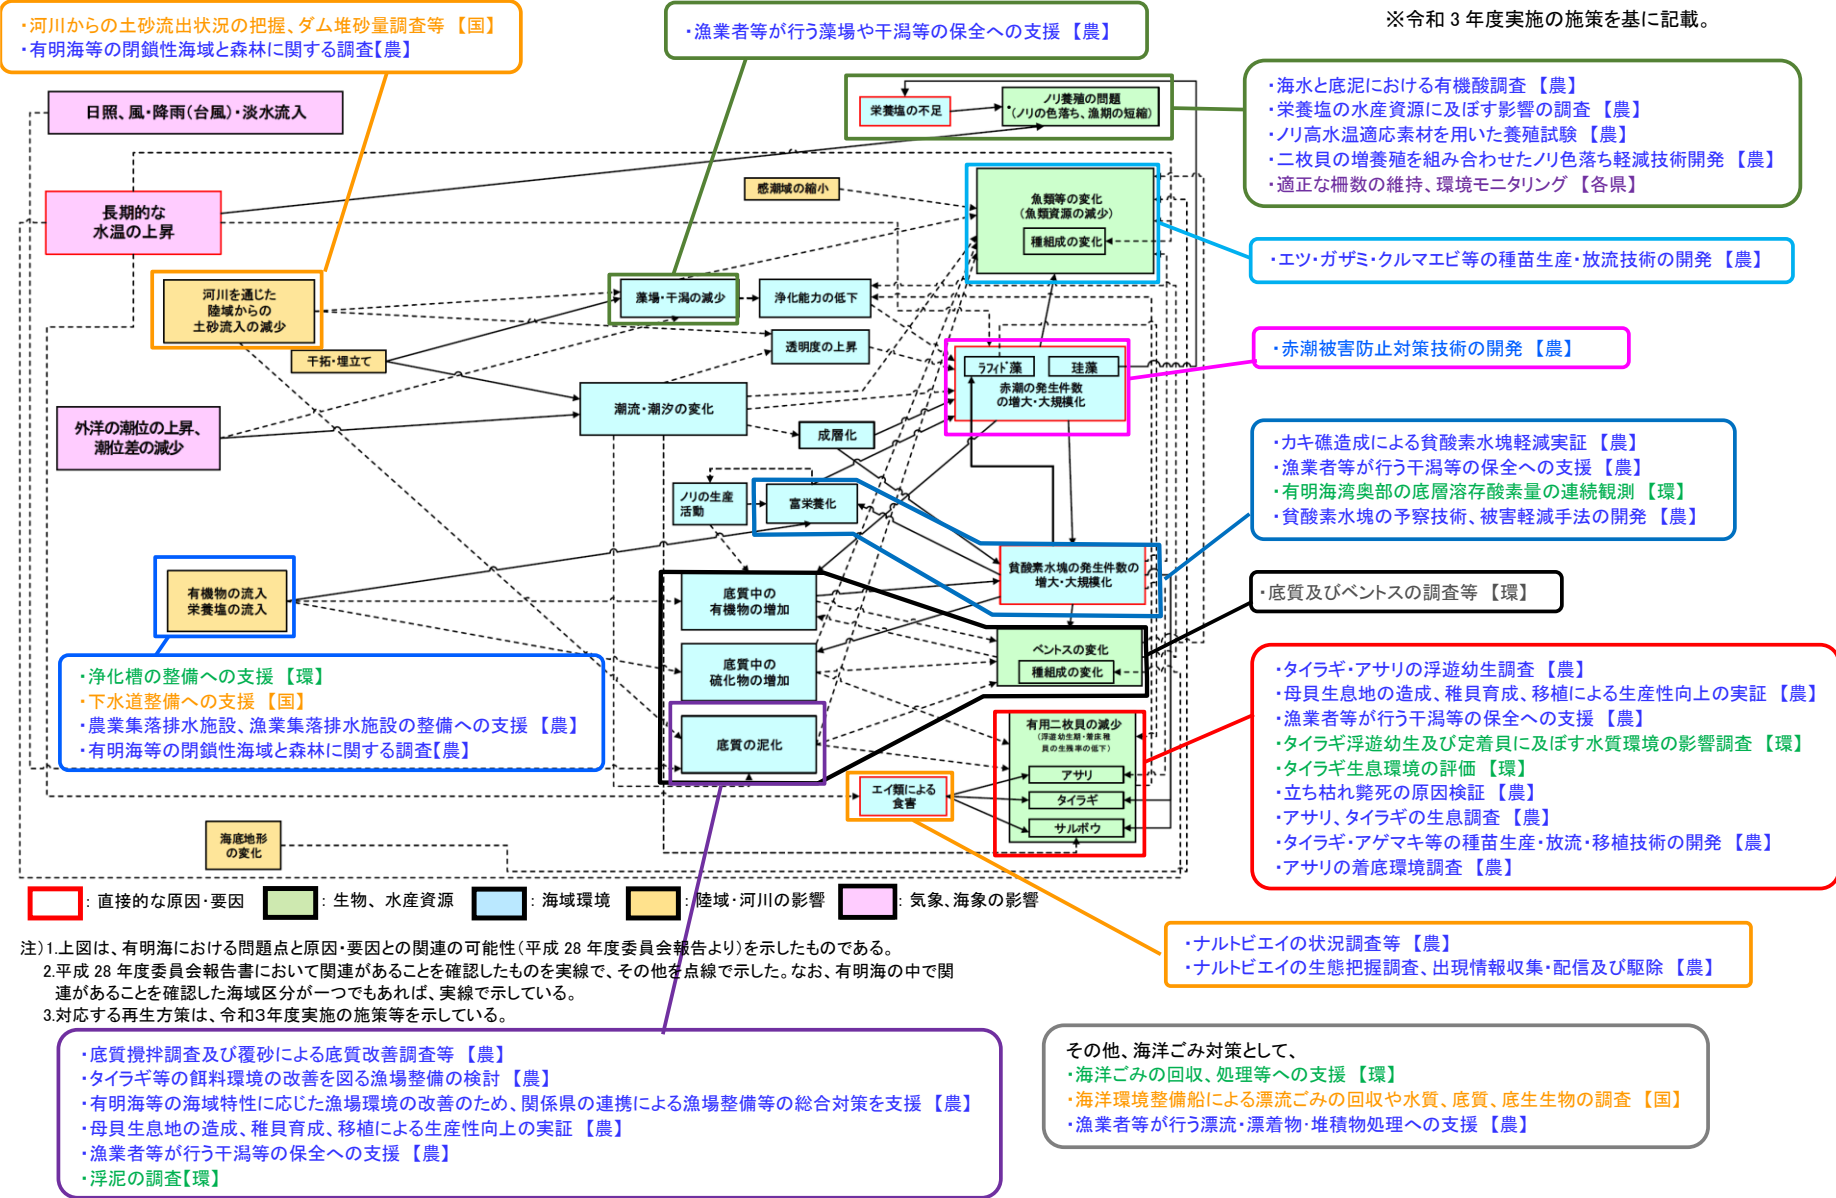 ・河川からの土砂流出状況の把握、ダム堆砂量調査等 【国】
・有明海等の閉鎖性海域と森林に関する調査【農】
・漁業者等が行う藻場や干潟等の保全への支援 【農】
※令和３年度実施の施策を基に記載。
・海水と底泥における有機酸調査 【農】
・栄養塩の水産資源に及ぼす影響の調査 【農】
・ノリ高水温適応素材を用いた養殖試験 【農】
・二枚貝の増養殖を組み合わせたノリ色落ち軽減技術開発 【農】
・適正な柵数の維持、環境モニタリング 【各県】
日照、風・降雨（台風）・淡水流入
栄養塩の不足
ノリ養殖の問題
・（ノリの色落ち、漁期の短縮）
感潮域の縮小
魚類等の変化
（魚類資源の減少）
種組成の変化
長期的な
水温の上昇
・エツ・ガザミ・クルマエビ等の種苗生産・放流技術の開発 【農】
河川を通じた
陸域からの
土砂流入の減少
藻場・干潟の減少
浄化能力の低下
透明度の上昇
干拓・埋立て
・赤潮被害防止対策技術の開発 【農】
ラフィド藻
珪藻
赤潮の発生件数
の増大・大規模化
潮流・潮汐の変化
成層化
外洋の潮位の上昇、
潮位差の減少
・カキ礁造成による貧酸素水塊軽減実証 【農】
・漁業者等が行う干潟等の保全への支援 【農】
・有明海湾奥部の底層溶存酸素量の連続観測 【環】
・貧酸素水塊の予察技術、被害軽減手法の開発 【農】
ノリの生産
活動
富栄養化
貧酸素水塊の発生件数の
増大・大規模化
有機物の流入
栄養塩の流入
底質中の
有機物の増加
・底質及びベントスの調査等 【環】
ベントスの変化
種組成の変化
底質中の
硫化物の増加
・浄化槽の整備への支援 【環】
・下水道整備への支援 【国】
・農業集落排水施設、漁業集落排水施設の整備への支援 【農】
・有明海等の閉鎖性海域と森林に関する調査【農】
底質の泥化
有用二枚貝の減少
（浮遊幼生期・着床稚
貝の生残率の低下）
アサリ
タイラギ
サルボウ
エイ類による
食害
・タイラギ・アサリの浮遊幼生調査 【農】
・母貝生息地の造成、稚貝育成、移植による生産性向上の実証 【農】
・漁業者等が行う干潟等の保全への支援 【農】
・タイラギ浮遊幼生及び定着貝に及ぼす水質環境の影響調査 【環】
・タイラギ生息環境の評価 【環】
・立ち枯れ斃死の原因検証 【農】
・アサリ、タイラギの生息調査 【農】
・タイラギ・アゲマキ等の種苗生産・放流・移植技術の開発 【農】
・アサリの着底環境調査 【農】
海底地形
の変化
：直接的な原因・要因
：生物、水産資源
：海域環境
：陸域・河川の影響
：気象、海象の影響
注）1.上図は、有明海における問題点と原因・要因との関連の可能性（平成 28 年度委員会報告より）を示したものである。
2.平成 28 年度委員会報告書において関連があることを確認したものを実線で、その他を点線で示した。なお、有明海の中で関
連があることを確認した海域区分が一つでもあれば、実線で示している。
3.対応する再生方策は、令和３年度実施の施策等を示している。
・ナルトビエイの状況調査等 【農】
・ナルトビエイの生態把握調査、出現情報収集・配信及び駆除 【農】
・底質攪拌調査及び覆砂による底質改善調査等 【農】
・タイラギ等の餌料環境の改善を図る漁場整備の検討 【農】
・有明海等の海域特性に応じた漁場環境の改善のため、関係県の連携による漁場整備等の総合対策を支援 【農】
・母貝生息地の造成、稚貝育成、移植による生産性向上の実証 【農】
・漁業者等が行う干潟等の保全への支援 【農】
・浮泥の調査【環】
その他、海洋ごみ対策として、
・海洋ごみの回収、処理等への支援 【環】
・海洋環境整備船による漂流ごみの回収や水質、底質、底生生物の調査 【国】
・漁業者等が行う漂流・漂着物・堆積物処理への支援 【農】